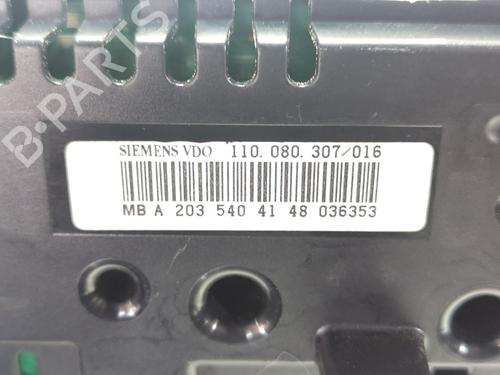 B-PARTS
SIEMENS VDO 110.080.307/016
MB A 203 540 41 48 036353